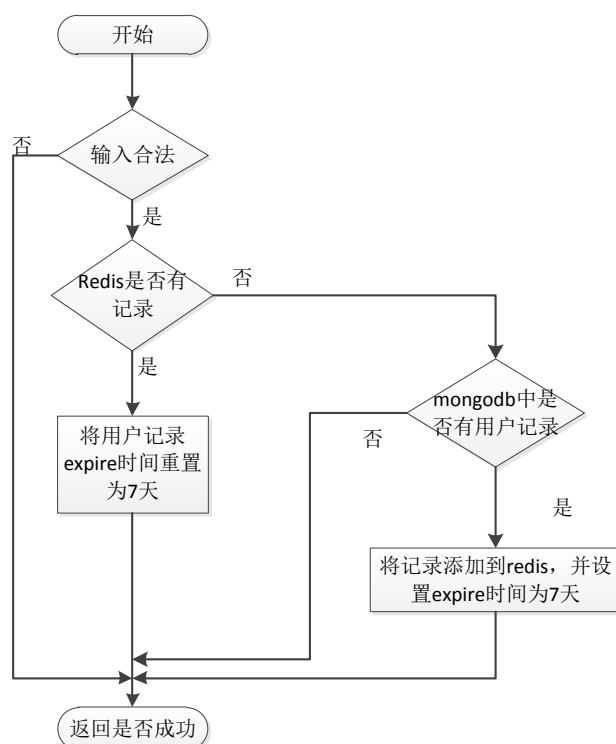 开始
否
输入合法
是
Redis是否有
记录
否
是
mongodb中是
否有用户记录
否
将用户记录
expire时间重置
为7天
是
将记录添加到redis，并设
置expire时间为7天
返回是否成功